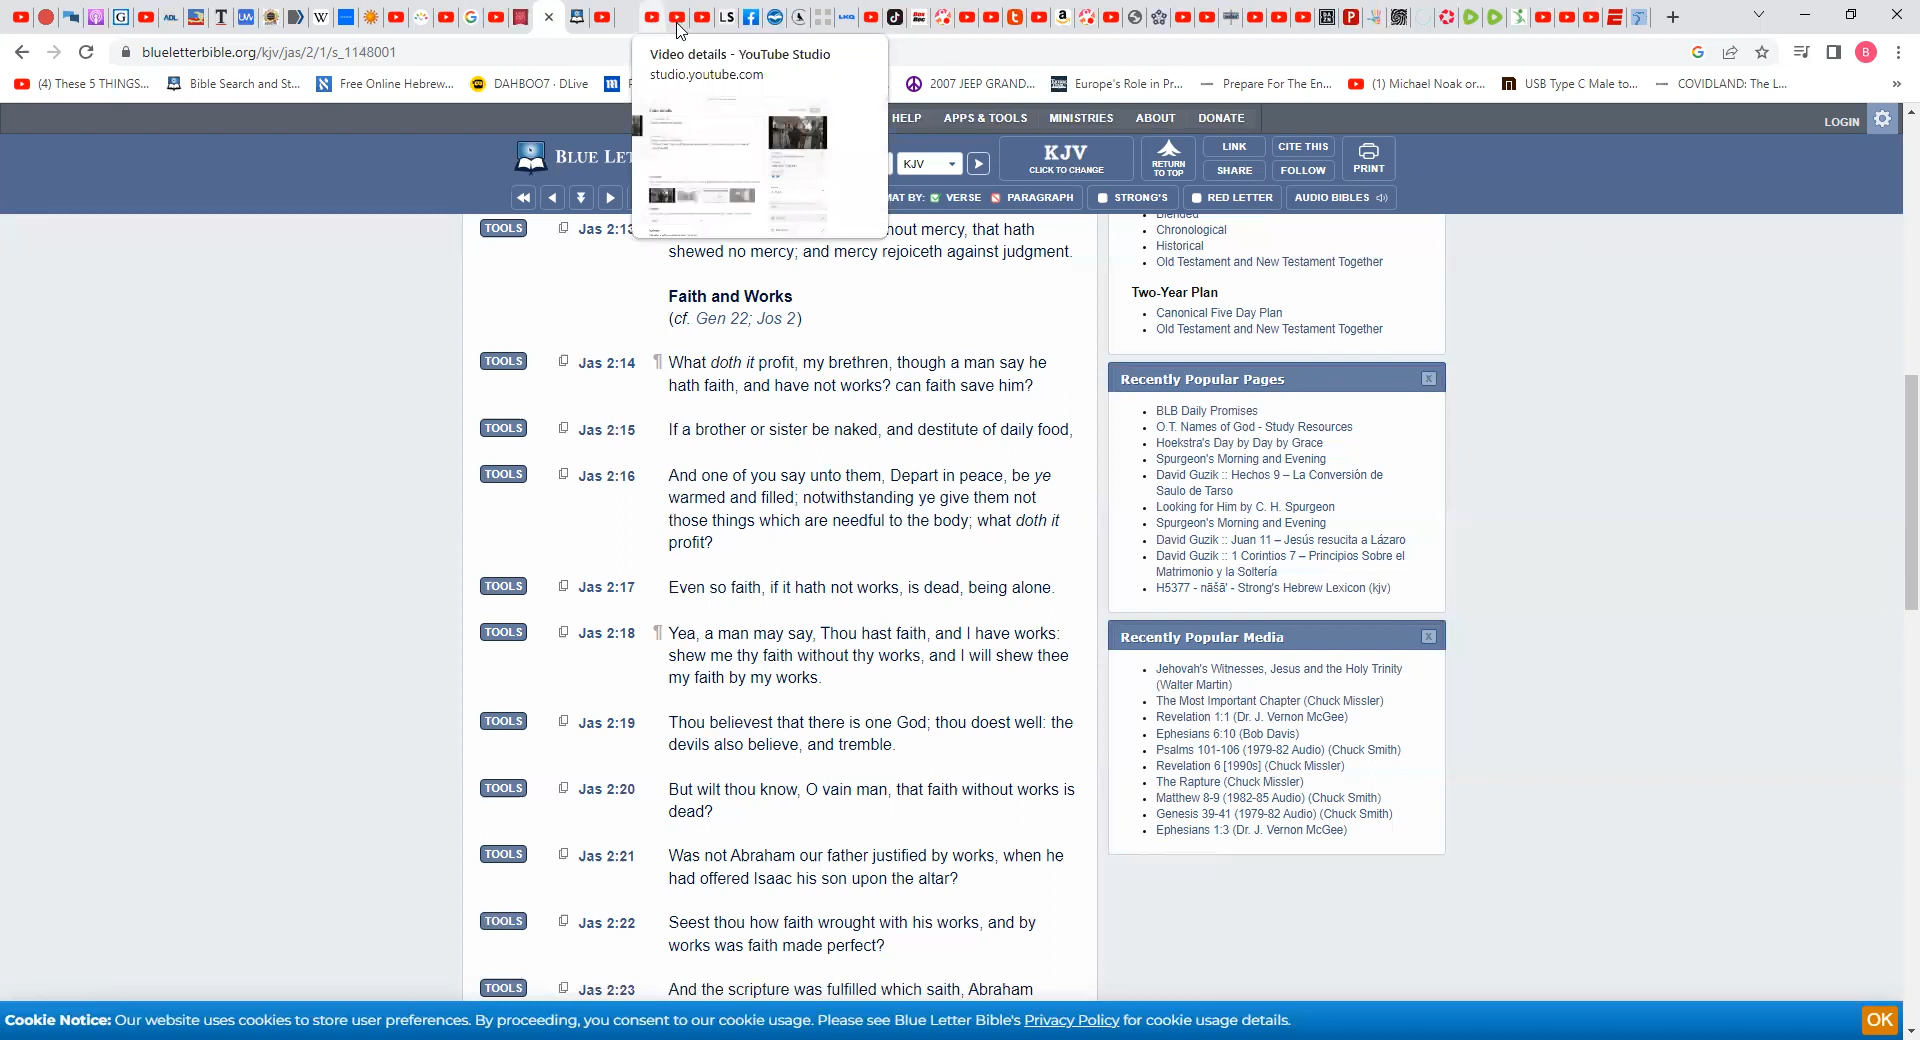 blueletterbible.org/kjv/jas/2/1/s_1148001
B
(4) These 5 THINGS...
Bible Search and St...
Free Online Hebrew...
DAHBOO7 · DLive
2007 JEEP GRAND...
Europe's Role in Pr...
Prepare For The En...
(1) Michael Noak or...
USB Type C Male to...
COVIDLAND: The L...
Video details - YouTube Studio
studio.youtube.com
HELP
APPS & TOOLS
MINISTRIES
ABOUT
DONATE
LOGIN
BLUE LE
KJV
KJV
CLICK TO CHANGE
RETURN
TO TOP
LINK
SHARE
CITE THIS
FOLLOW
PRINT
MAT BY:
VERSE
PARAGRAPH
STRONG'S
RED LETTER
AUDIO BIBLES
TOOLS
Jas 2:13
hout mercy, that hath
shewed no mercy; and mercy rejoiceth against judgment.
Faith and Works
(cf. Gen 22; Jos 2)
TOOLS
Jas 2:14
¶ What doth it profit, my brethren, though a man say he
hath faith, and have not works? can faith save him?
TOOLS
Jas 2:15
If a brother or sister be naked, and destitute of daily food,
TOOLS
Jas 2:16
And one of you say unto them, Depart in peace, be ye
warmed and filled; notwithstanding ye give them not
those things which are needful to the body; what doth it
profit?
TOOLS
Jas 2:17
Even so faith, if it hath not works, is dead, being alone.
TOOLS
Jas 2:18
¶ Yea, a man may say, Thou hast faith, and I have works:
shew me thy faith without thy works, and I will shew thee
my faith by my works.
TOOLS
Jas 2:19
Thou believest that there is one God; thou doest well: the
devils also believe, and tremble.
TOOLS
Jas 2:20
But wilt thou know, O vain man, that faith without works is
dead?
TOOLS
Jas 2:21
Was not Abraham our father justified by works, when he
had offered Isaac his son upon the altar?
TOOLS
Jas 2:22
Seest thou how faith wrought with his works, and by
works was faith made perfect?
TOOLS
Jas 2:23
And the scripture was fulfilled which saith, Abraham
Blended
Chronological
Historical
Old Testament and New Testament Together
Two-Year Plan
Canonical Five Day Plan
Old Testament and New Testament Together
Recently Popular Pages
BLB Daily Promises
O.T. Names of God - Study Resources
Hoekstra's Day by Day by Grace
Spurgeon's Morning and Evening
David Guzik :: Hechos 9 – La Conversión de
Saulo de Tarso
Looking for Him by C. H. Spurgeon
Spurgeon's Morning and Evening
David Guzik :: Juan 11 – Jesús resucita a Lázaro
David Guzik :: 1 Corintios 7 – Principios Sobre el
Matrimonio y la Soltería
H5377 - nāšā' - Strong's Hebrew Lexicon (kjv)
Recently Popular Media
Jehovah's Witnesses, Jesus and the Holy Trinity
(Walter Martin)
The Most Important Chapter (Chuck Missler)
Revelation 1:1 (Dr. J. Vernon McGee)
Ephesians 6:10 (Bob Davis)
Psalms 101-106 (1979-82 Audio) (Chuck Smith)
Revelation 6 [1990s] (Chuck Missler)
The Rapture (Chuck Missler)
Matthew 8-9 (1982-85 Audio) (Chuck Smith)
Genesis 39-41 (1979-82 Audio) (Chuck Smith)
Ephesians 1:3 (Dr. J. Vernon McGee)
Cookie Notice: Our website uses cookies to store user preferences. By proceeding, you consent to our cookie usage. Please see Blue Letter Bible's Privacy Policy for cookie usage details.
OK